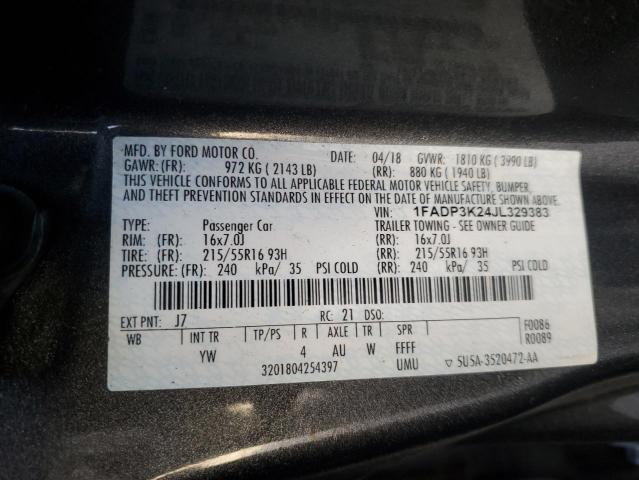 MFD. BY FORD MOTOR CO.
DATE: 04/18 GVWR: 1810 KG ( 3990 LB)
GAWR: (FR): 972 KG ( 2143 LB) (RR): 880 KG ( 1940 LB)
THIS VEHICLE CONFORMS TO ALL APPLICABLE FEDERAL MOTOR VEHICLE SAFETY, BUMPER,
AND THEFT PREVENTION STANDARDS IN EFFECT ON THE DATE OF MANUFACTURE SHOWN ABOVE.
VIN: 1FADP3K24JL329383
TYPE: Passenger Car TRAILER TOWING - SEE OWNER GUIDE
RIM: (FR): 16x7.0J (RR): 16x7.0J
TIRE: (FR): 215/55R16 93H (RR): 215/55R16 93H
PRESSURE: (FR): 240 kPa/ 35 PSI COLD (RR): 240 kPa/ 35 PSI COLD
EXT PNT: J7 RC: 21 DSO: F0086
WB INT TR TP/PS R AXLE TR SPR R0089
YW 4 AU W FFFF
3201804254397 UMU ▽ 5U5A-3520472-AA